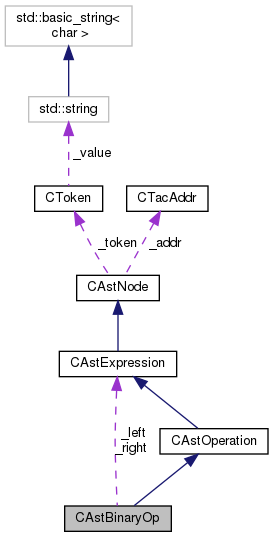 std::basic_string<
char >
std::string
_value
CToken
CTacAddr
_token
_addr
CAstNode
CAstExpression
_left
_right
CAstOperation
CAstBinaryOp